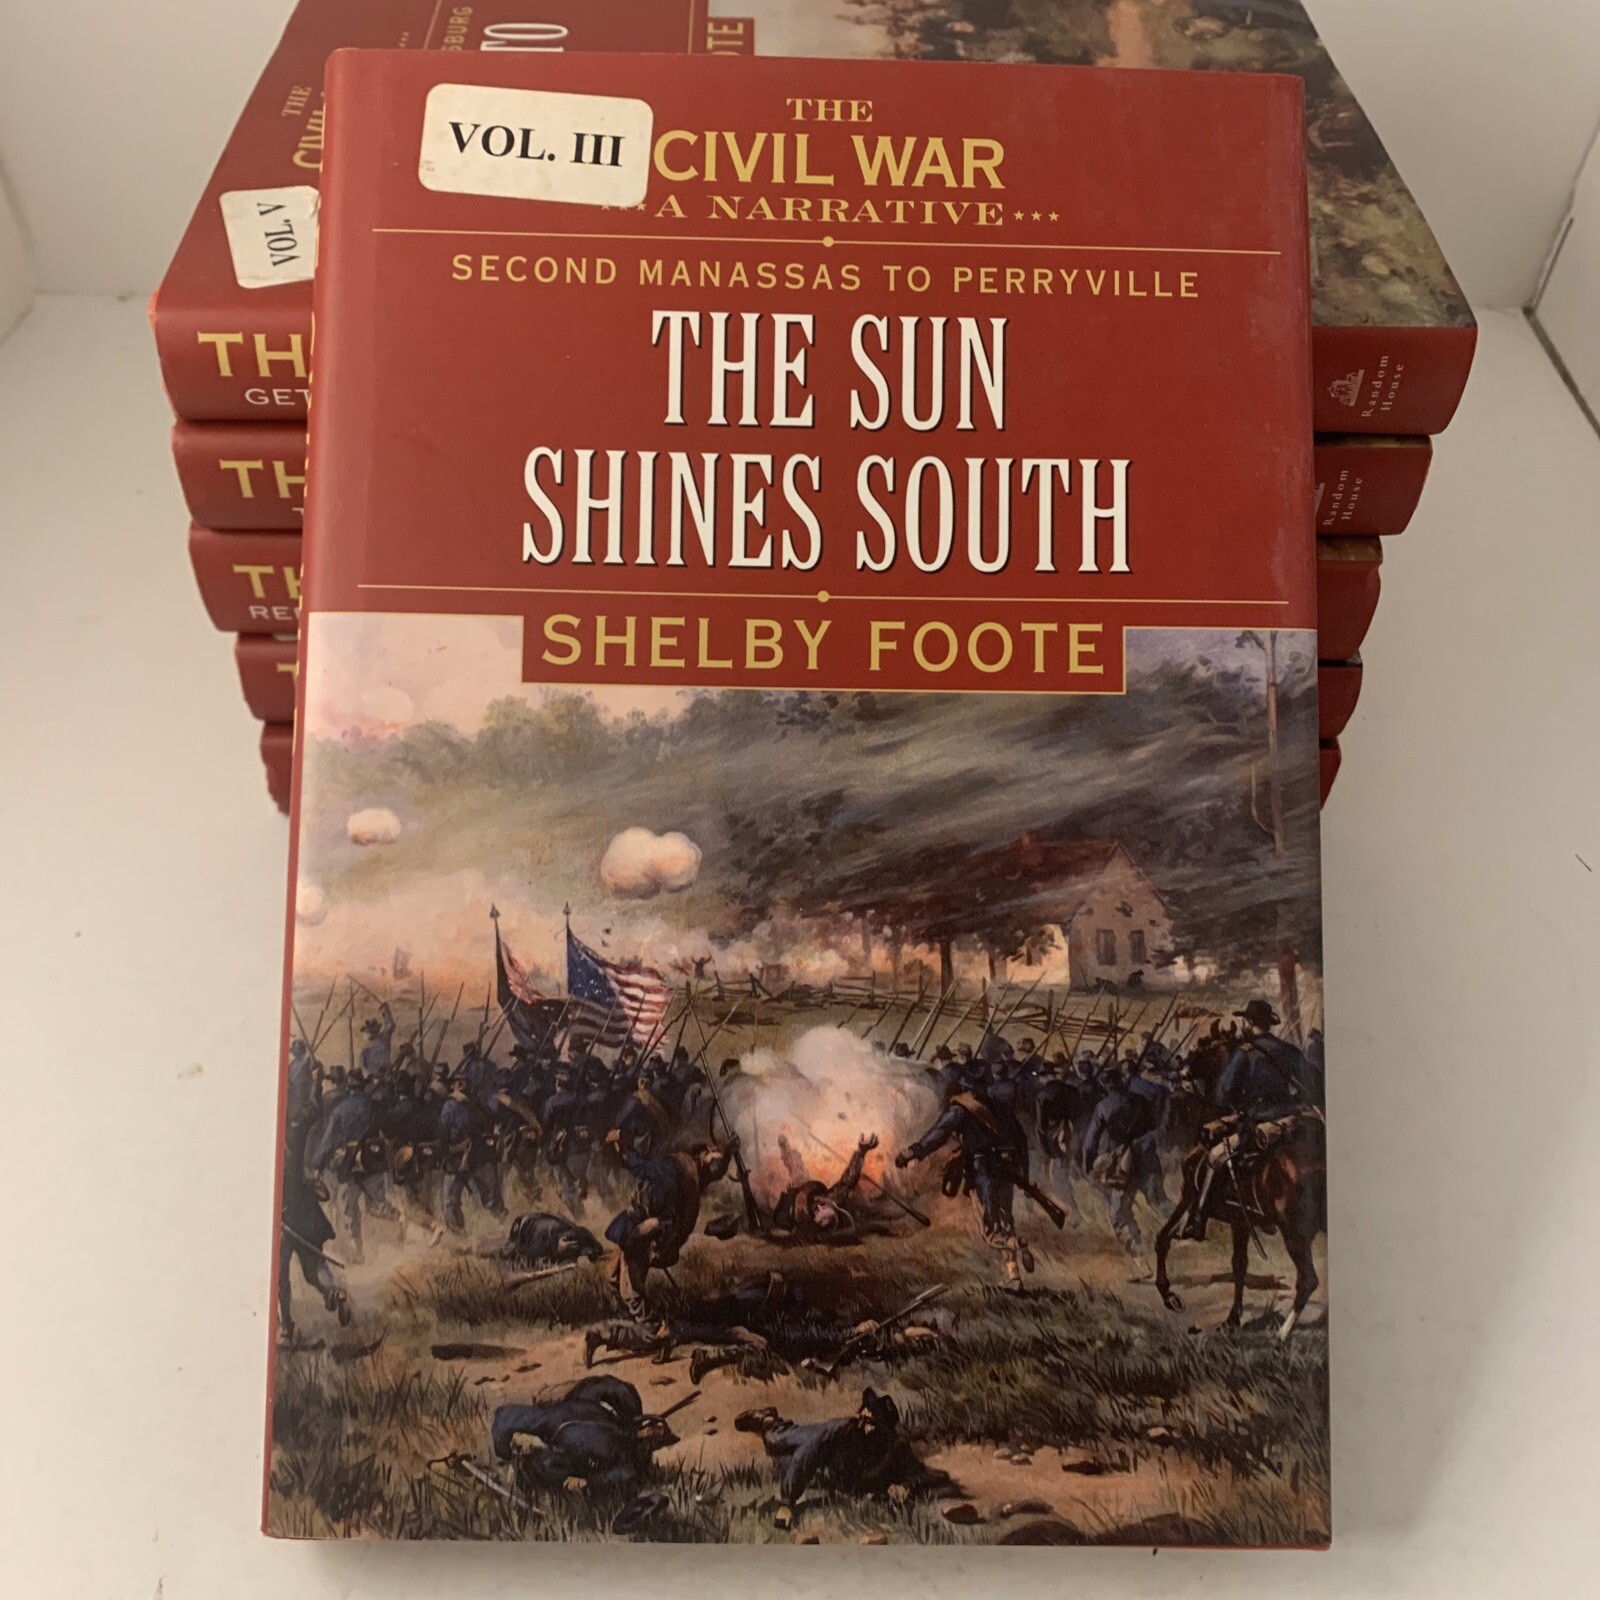 VOL. III
THE
CIVIL WAR
A NARRATIVE
SECOND MANASSAS TO PERRYVILLE
THE SUN
SHINES SOUTH
SHELBY FOOTE
VOL. V
THE
Random
House
Random
House